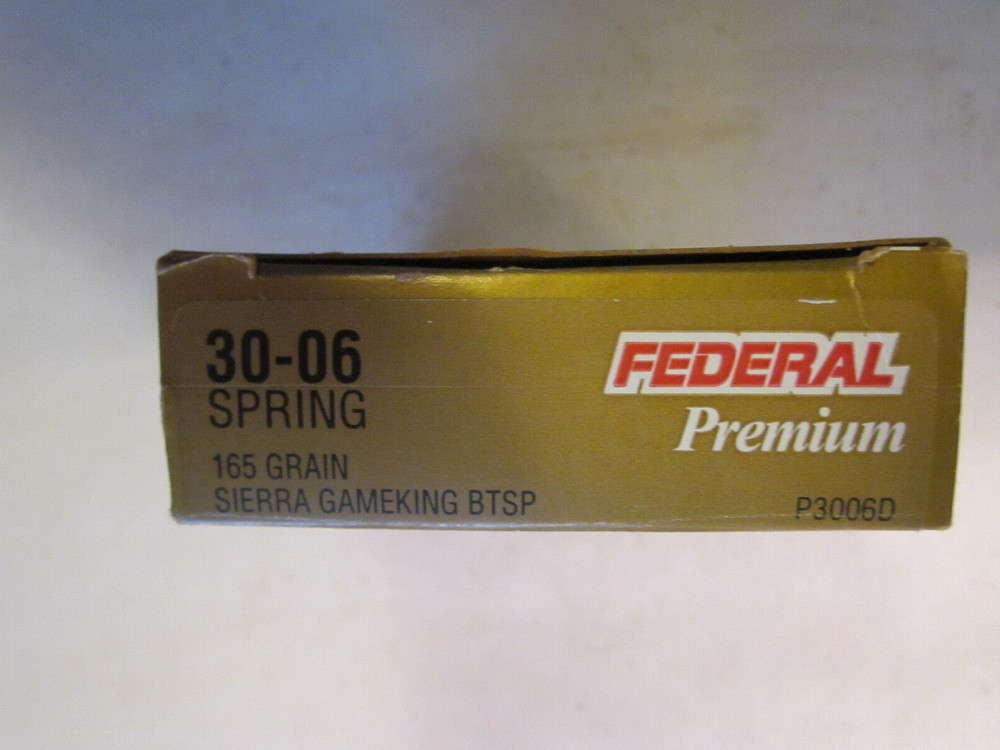 30-06
SPRING
165 GRAIN
SIERRA GAMEKING BTSP
FEDERAL
Premium
P3006D